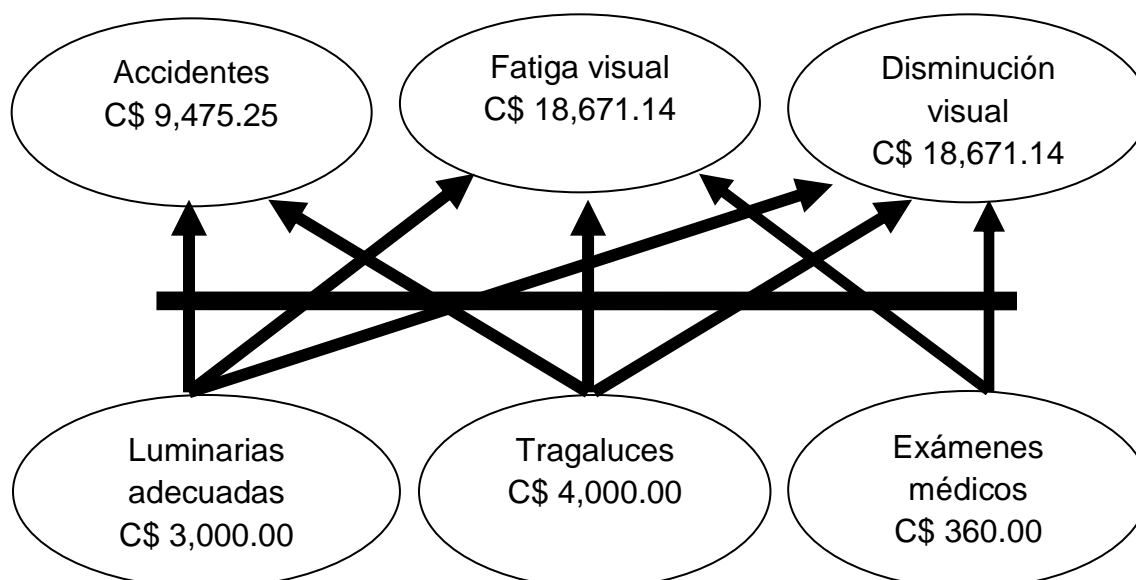 Accidentes
C$ 9,475.25
Fatiga visual
C$ 18,671.14
Disminución
visual
C$ 18,671.14
Luminarias
adecuadas
C$ 3,000.00
Tragaluces
C$ 4,000.00
Exámenes
médicos
C$ 360.00